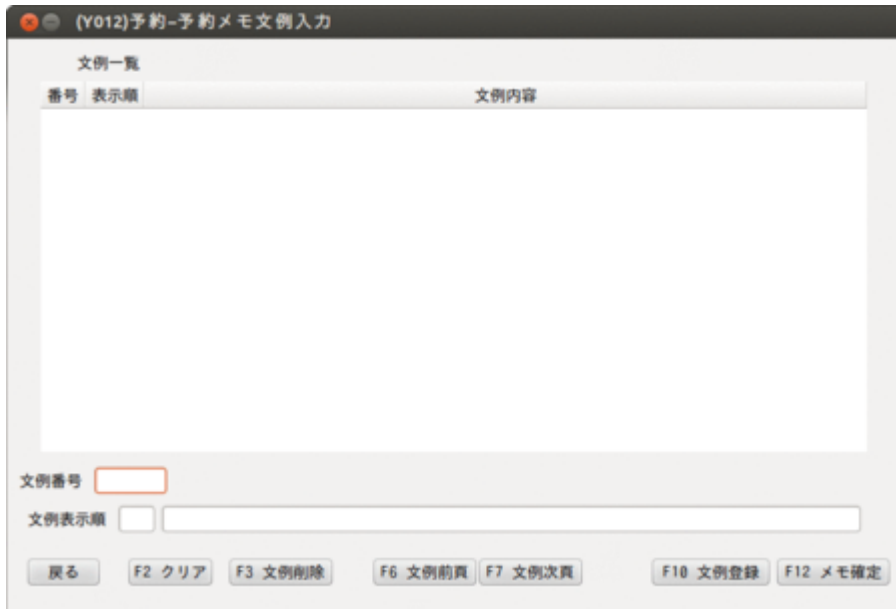 (Y012)予約-予約メモ文例入力
文例一覧
番号 表示順 文例内容
文例番号
文例表示順
戻る F2 クリア F3 文例削除 F6 文例前頁 F7 文例次頁 F10 文例登録 F12 メモ確定